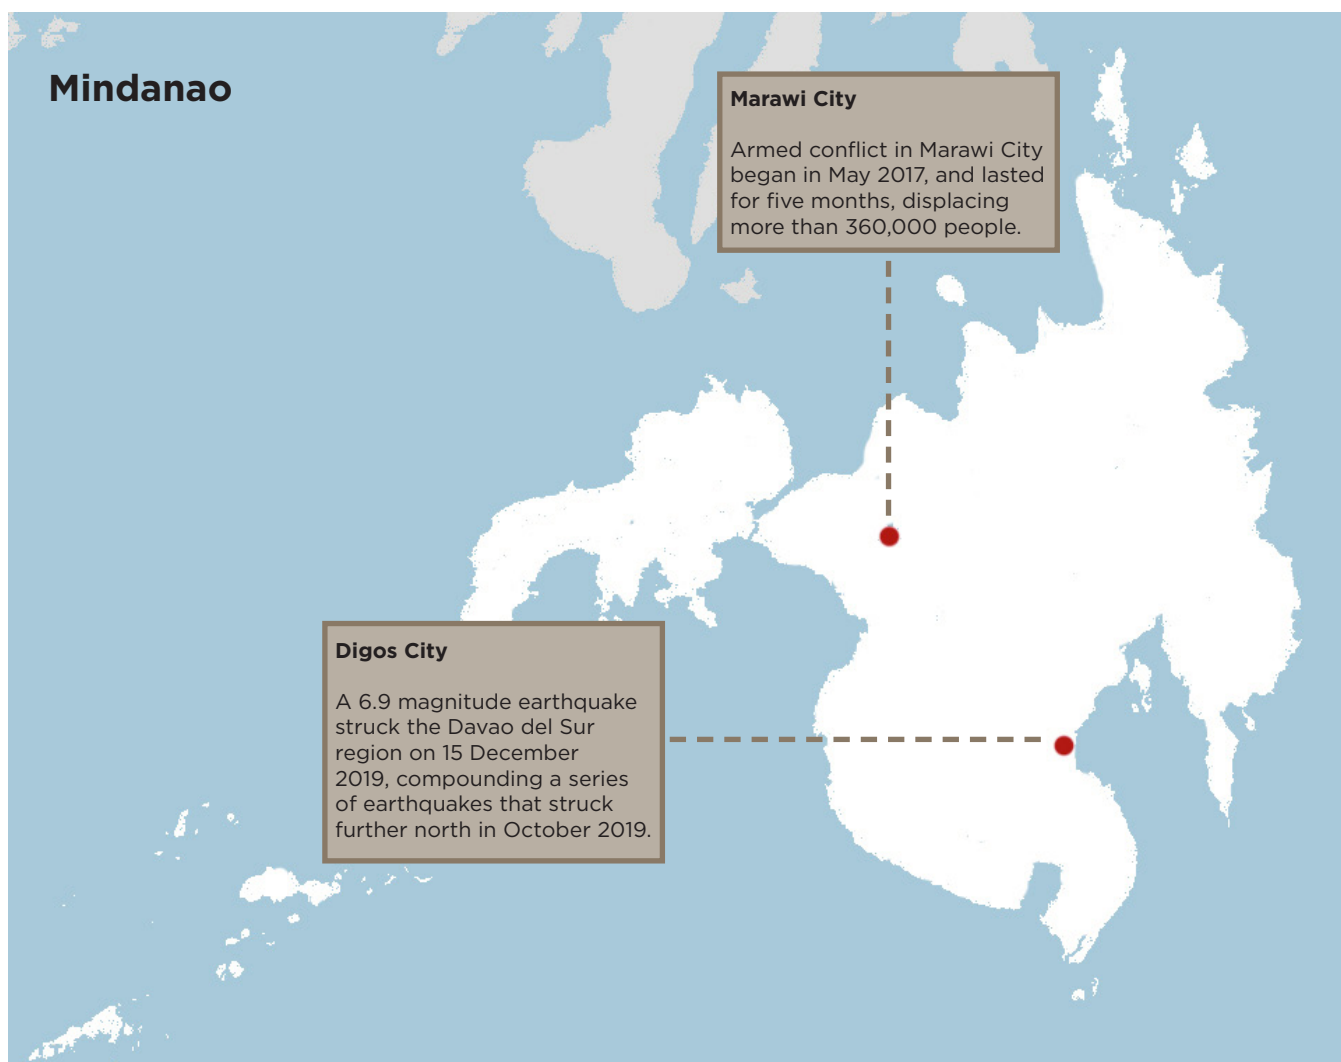 Mindanao
Marawi City
Armed conflict in Marawi City
began in May 2017, and lasted
for five months, displacing
more than 360,000 people.
Digos City
A 6.9 magnitude earthquake
struck the Davao del Sur
region on 15 December
2019, compounding a series
of earthquakes that struck
further north in October 2019.